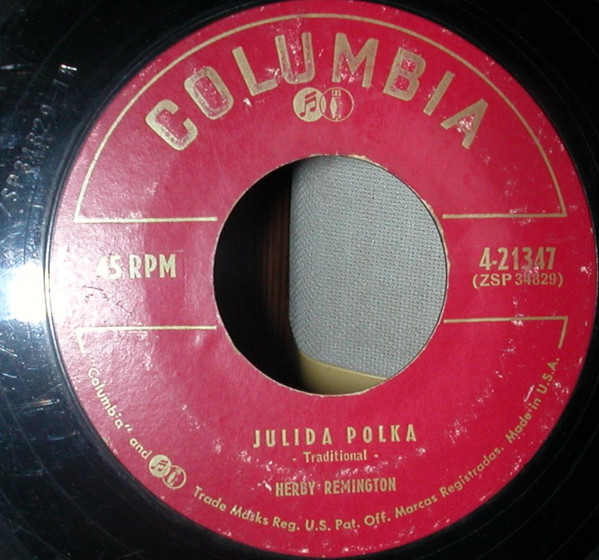 COLUMBIA
45 RPM
4-21347
(ZSP 34829)
JULIDA POLKA
- Traditional -
HERBY REMINGTON
"Columbia" and Trade Marks Reg. U.S. Pat. Off. Marcas Registradas. Made in U.S.A.